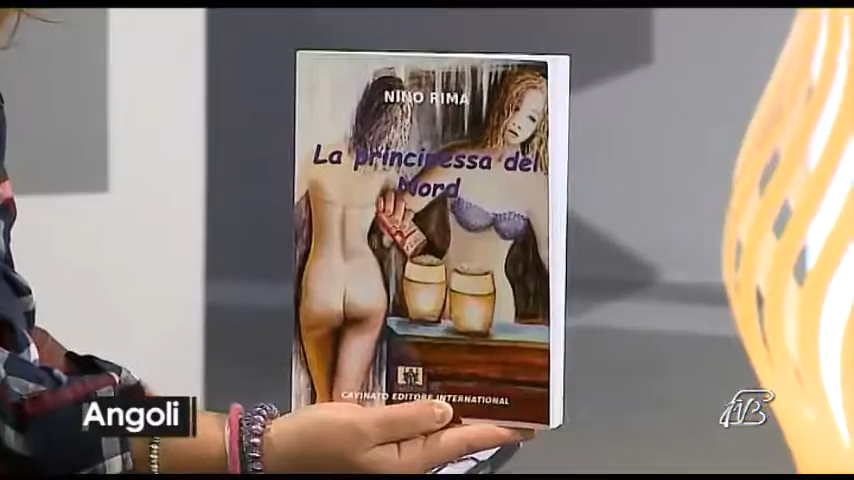 NINO RIMA
La principessa del
Nord
CAVINATO EDITORE INTERNATIONAL
Angoli